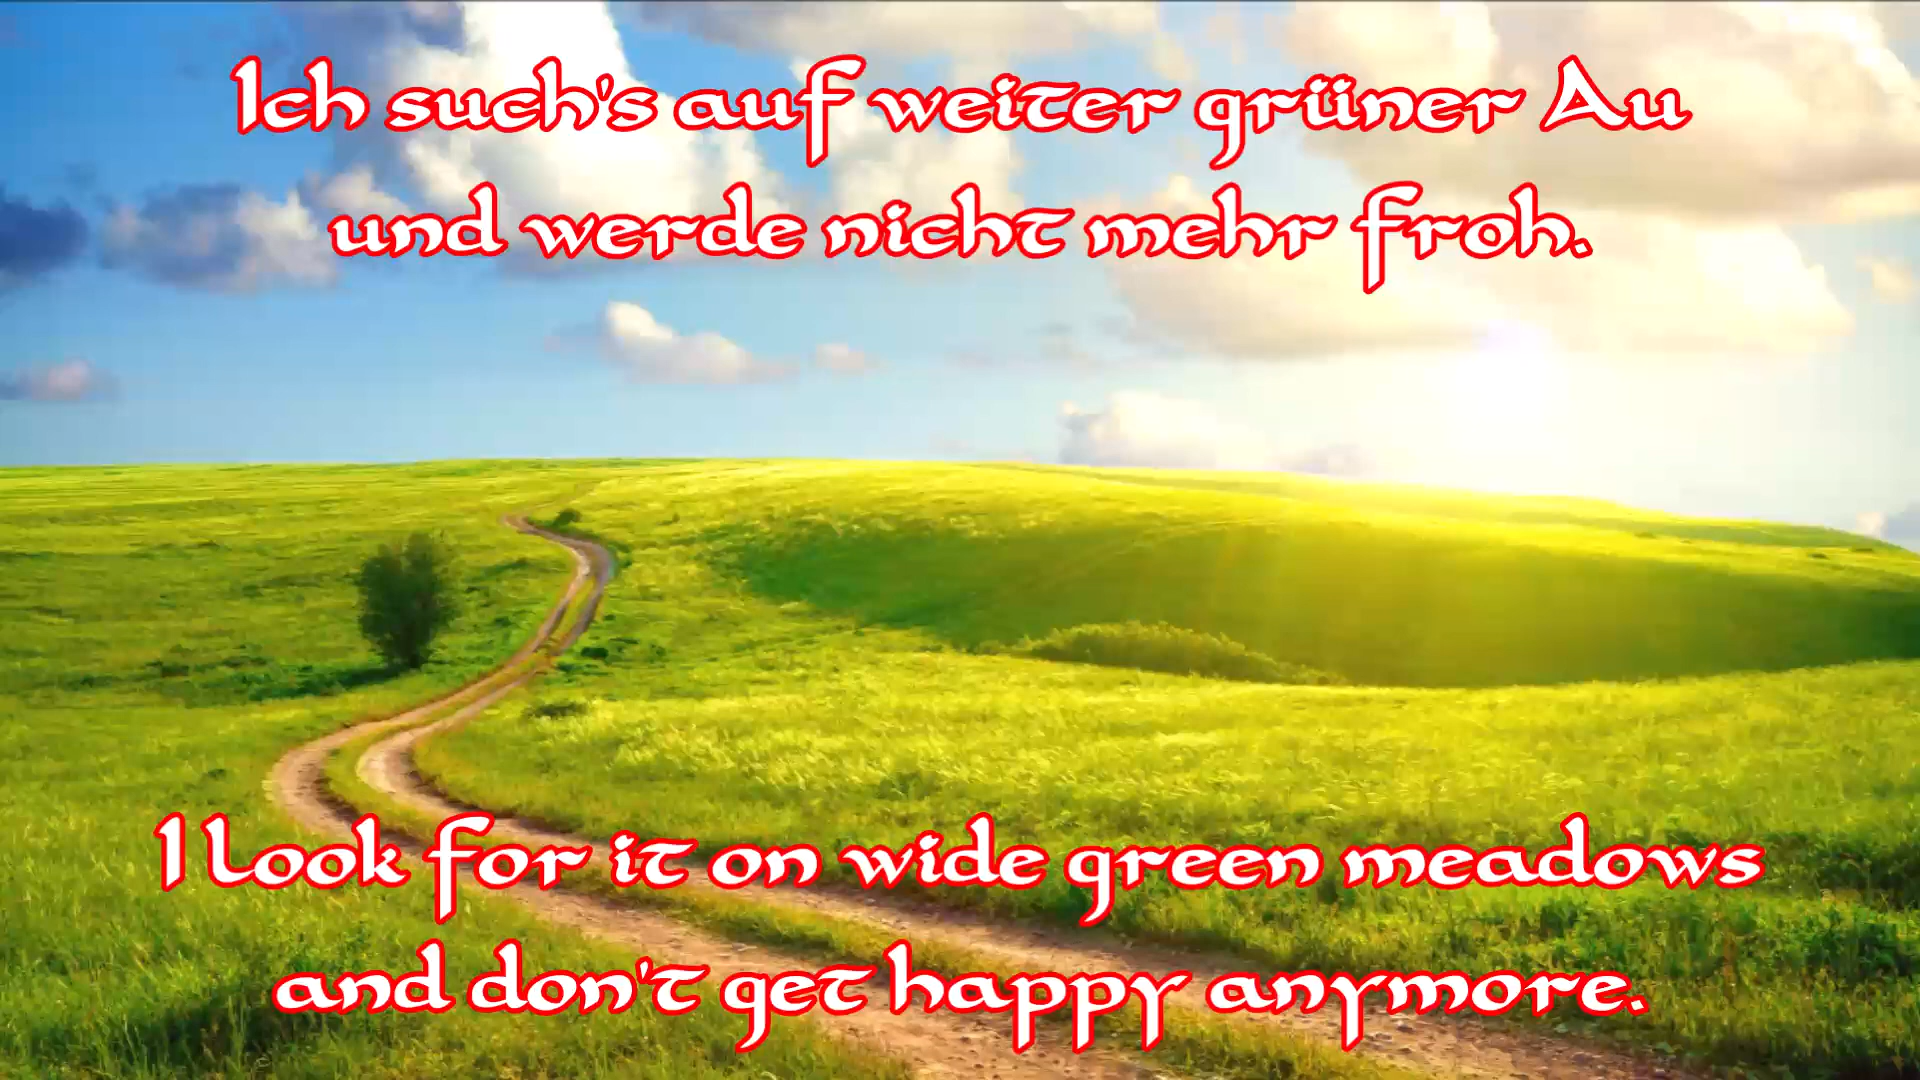 Ich such's auf weiter grüner Au
und werde nicht mehr froh.
I look for it on wide green meadows
and don't get happy anymore.